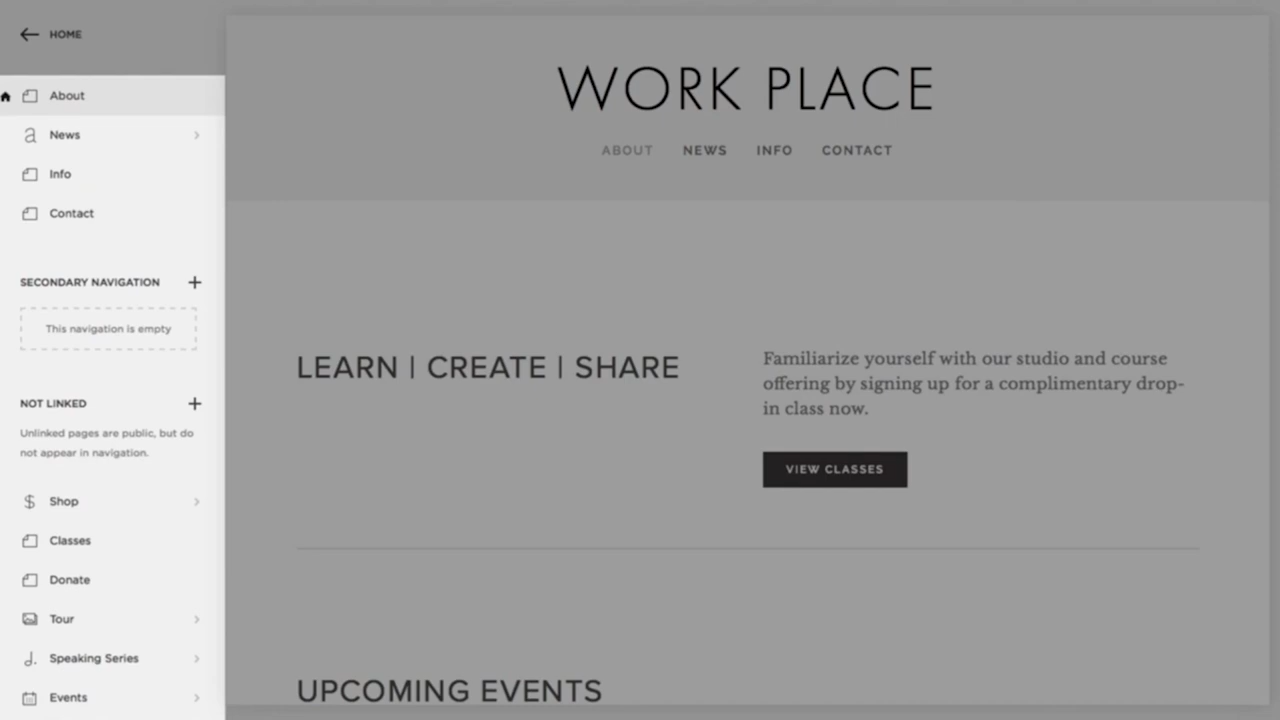 HOME
About
News
Info
Contact
SECONDARY NAVIGATION
This navigation is empty
NOT LINKED
Unlinked pages are public, but do
not appear in navigation.
Shop
Classes
Donate
Tour
Speaking Series
Events
WORK PLACE
ABOUT NEWS INFO CONTACT
LEARN | CREATE | SHARE
Familiarize yourself with our studio and course
offering by signing up for a complimentary drop-
in class now.
VIEW CLASSES
UPCOMING EVENTS